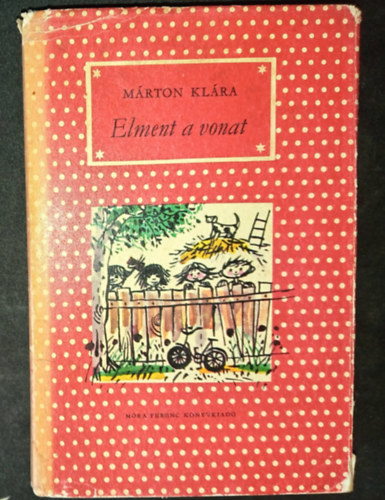 MÁRTON KLÁRA
Elment a vonat
MÓRA FERENC KÖNYVKIADÓ